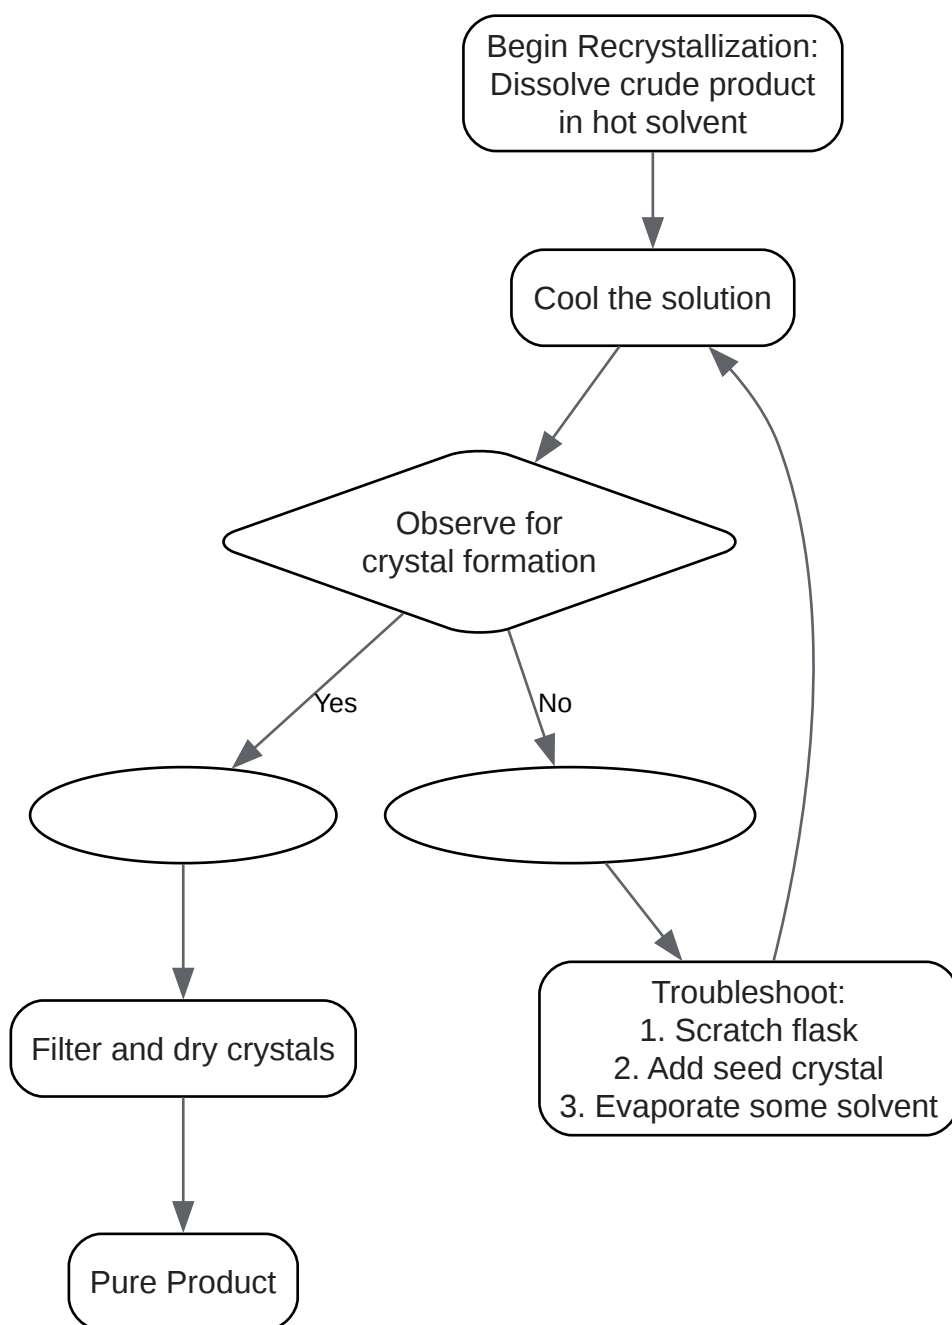 Begin Recrystallization:
Dissolve crude product
in hot solvent
Cool the solution
Observe for
crystal formation
Yes
No
Filter and dry crystals
Troubleshoot:
1. Scratch flask
2. Add seed crystal
3. Evaporate some solvent
Pure Product